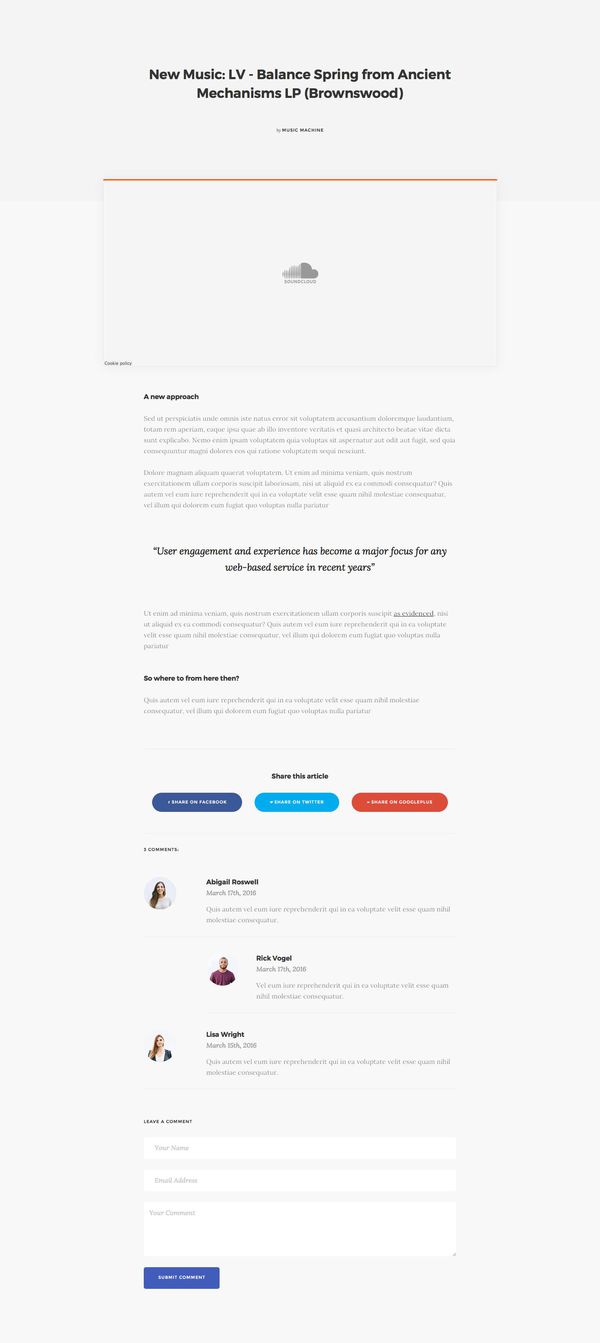 New Music: LV - Balance Spring from Ancient
Mechanisms LP (Brownswood)
by MUSIC MACHINE
SOUNDCLOUD
Cookie policy
A new approach
Sed ut perspiciatis unde omnis iste natus error sit voluptatem accusantium doloremque laudantium,
totam rem aperiam, eaque ipsa quae ab illo inventore veritatis et quasi architecto beatae vitae dicta
sunt explicabo. Nemo enim ipsam voluptatem quia voluptas sit aspernatur aut odit aut fugit, sed quia
consequuntur magni dolores eos qui ratione voluptatem sequi nesciunt.
Dolore magnam aliquam quaerat voluptatem. Ut enim ad minima veniam, quis nostrum
exercitationem ullam corporis suscipit laboriosam, nisi ut aliquid ex ea commodi consequatur? Quis
autem vel eum iure reprehenderit qui in ea voluptate velit esse quam nihil molestiae consequatur,
vel illum qui dolorem eum fugiat quo voluptas nulla pariatur
“User engagement and experience has become a major focus for any
web-based service in recent years”
Ut enim ad minima veniam, quis nostrum exercitationem ullam corporis suscipit as evidenced, nisi
ut aliquid ex ea commodi consequatur? Quis autem vel eum iure reprehenderit qui in ea voluptate
velit esse quam nihil molestiae consequatur, vel illum qui dolorem eum fugiat quo voluptas nulla
pariatur
So where to from here then?
Quis autem vel eum iure reprehenderit qui in ea voluptate velit esse quam nihil molestiae
consequatur, vel illum qui dolorem eum fugiat quo voluptas nulla pariatur
Share this article
SHARE ON FACEBOOK
SHARE ON TWITTER
SHARE ON GOOGLEPLUS
3 COMMENTS:
Abigail Roswell
March 17th, 2016
Quis autem vel eum iure reprehenderit qui in ea voluptate velit esse quam nihil
molestiae consequatur.
Rick Vogel
March 17th, 2016
Vel eum iure reprehenderit qui in ea voluptate velit esse quam
nihil molestiae consequatur.
Lisa Wright
March 15th, 2016
Quis autem vel eum iure reprehenderit qui in ea voluptate velit esse quam nihil
molestiae consequatur.
LEAVE A COMMENT
Your Name
Email Address
Your Comment
SUBMIT COMMENT